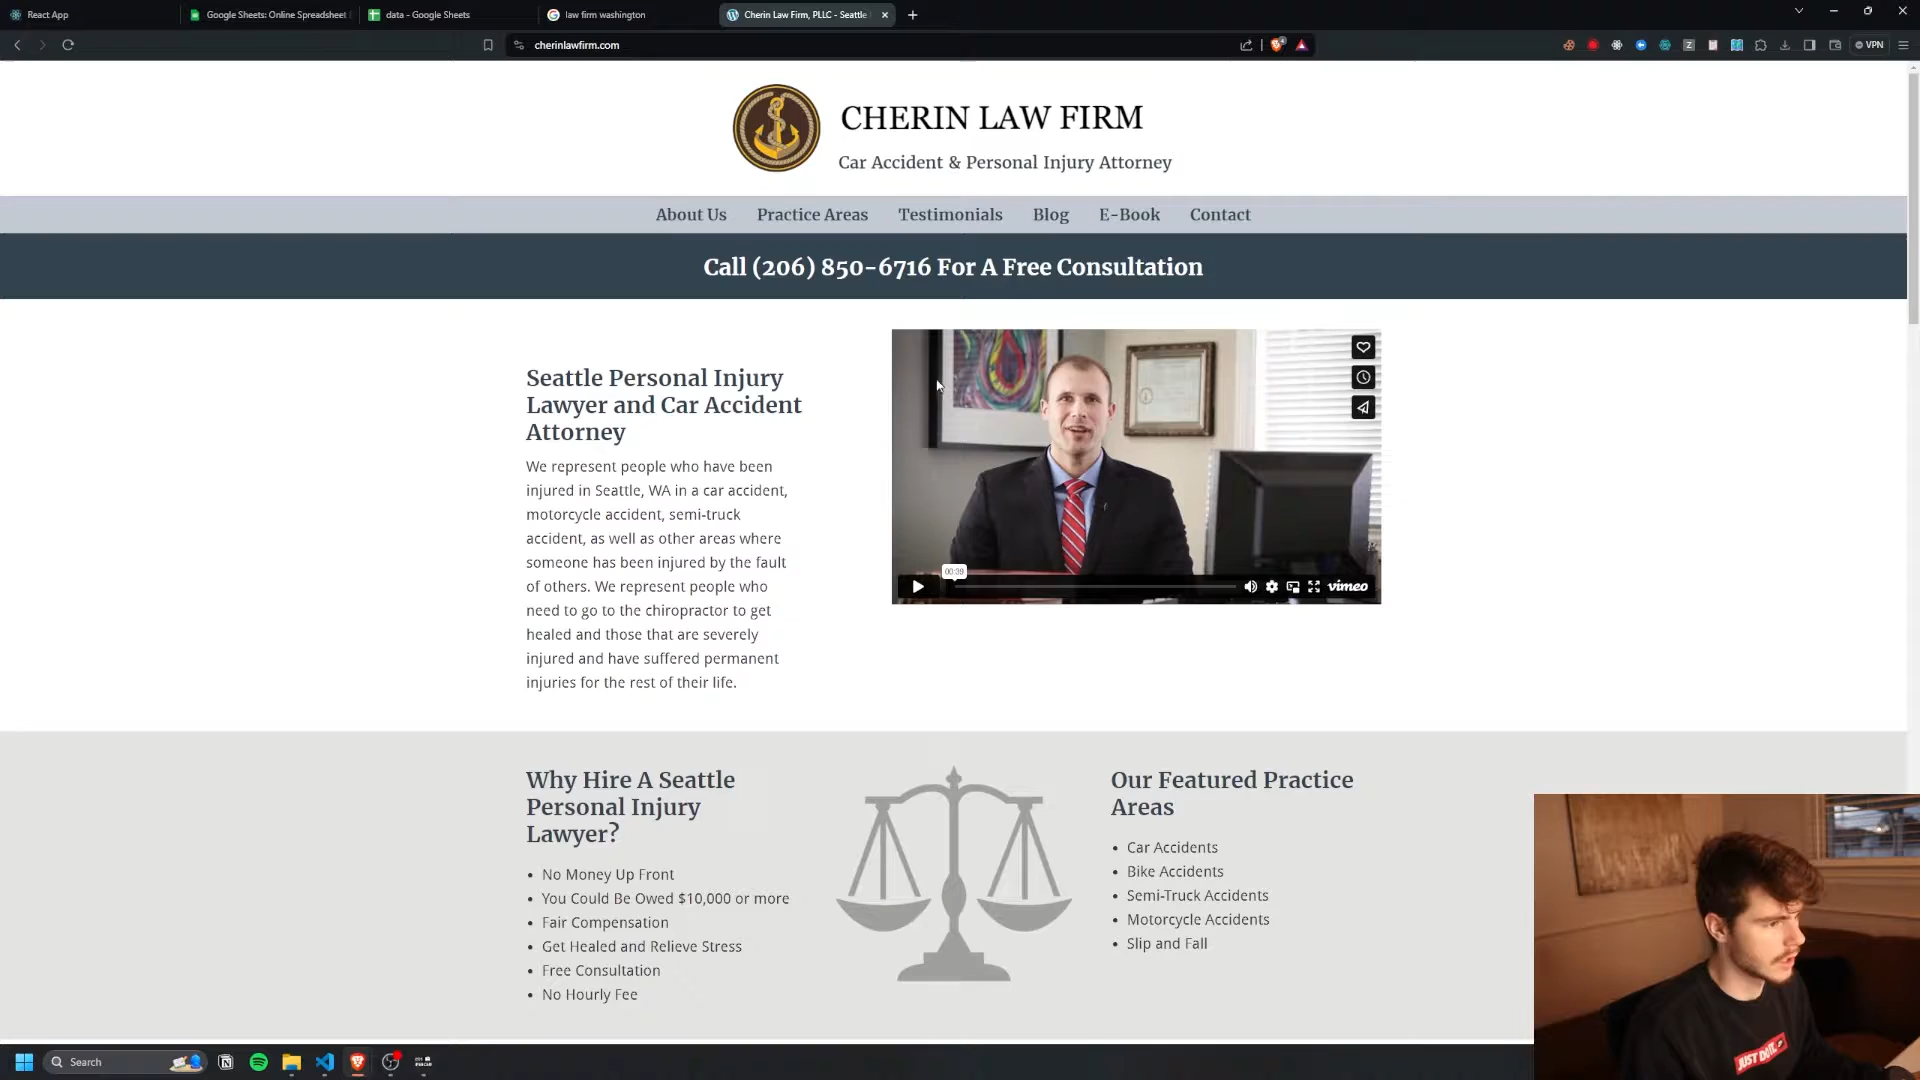 React App
Google Sheets: Online Spreadsheet
data - Google Sheets
law firm washington
Cherin Law Firm, PLLC - Seattle
cherinlawfirm.com
VPN
CHERIN LAW FIRM
Car Accident & Personal Injury Attorney
About Us Practice Areas Testimonials Blog E-Book Contact
Call (206) 850-6716 For A Free Consultation
Seattle Personal Injury
Lawyer and Car Accident
Attorney
We represent people who have been
injured in Seattle, WA in a car accident,
motorcycle accident, semi-truck
accident, as well as other areas where
someone has been injured by the fault
of others. We represent people who
need to go to the chiropractor to get
healed and those that are severely
injured and have suffered permanent
injuries for the rest of their life.
00:39
vimeo
Why Hire A Seattle
Personal Injury
Lawyer?
• No Money Up Front
• You Could Be Owed $10,000 or more
• Fair Compensation
• Get Healed and Relieve Stress
• Free Consultation
• No Hourly Fee
Our Featured Practice
Areas
• Car Accidents
• Bike Accidents
• Semi-Truck Accidents
• Motorcycle Accidents
• Slip and Fall
JUST DO IT.
Search